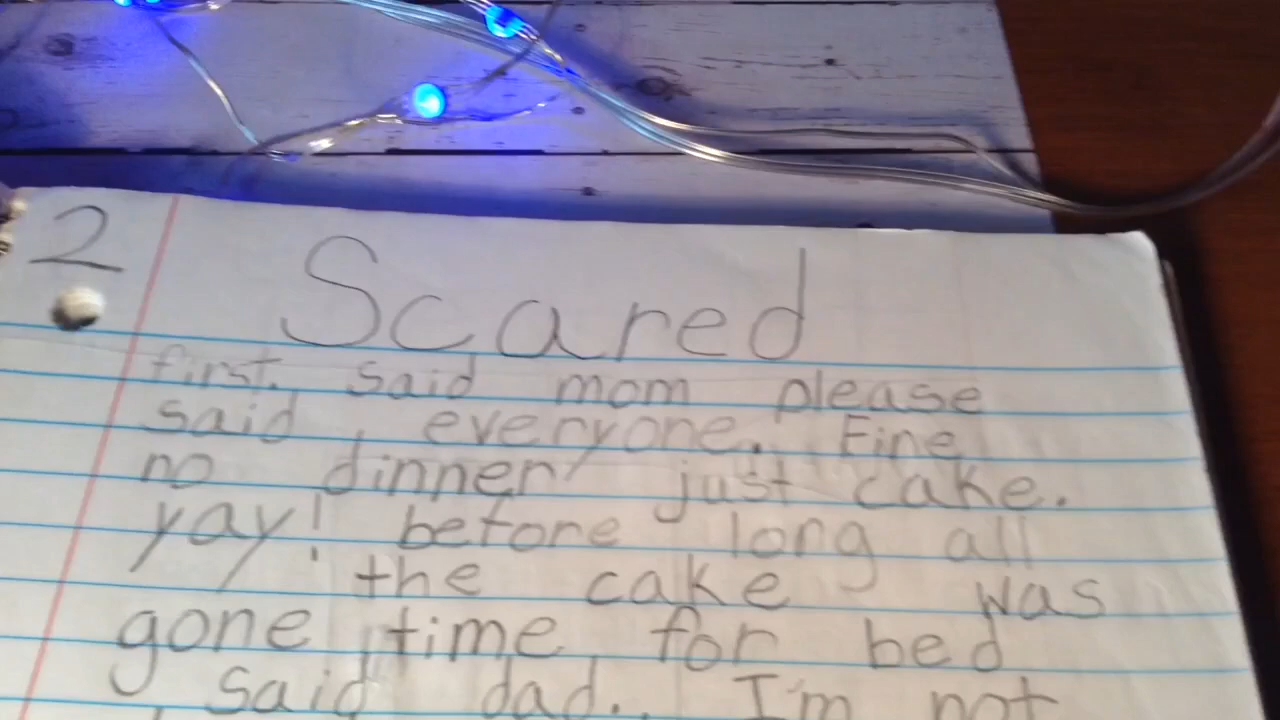 2
Scared
first. said mom please
said, everyone. Fine
no dinner just cake.
yay! before long all
the cake was
gone, time for bed
said dad. I'm not